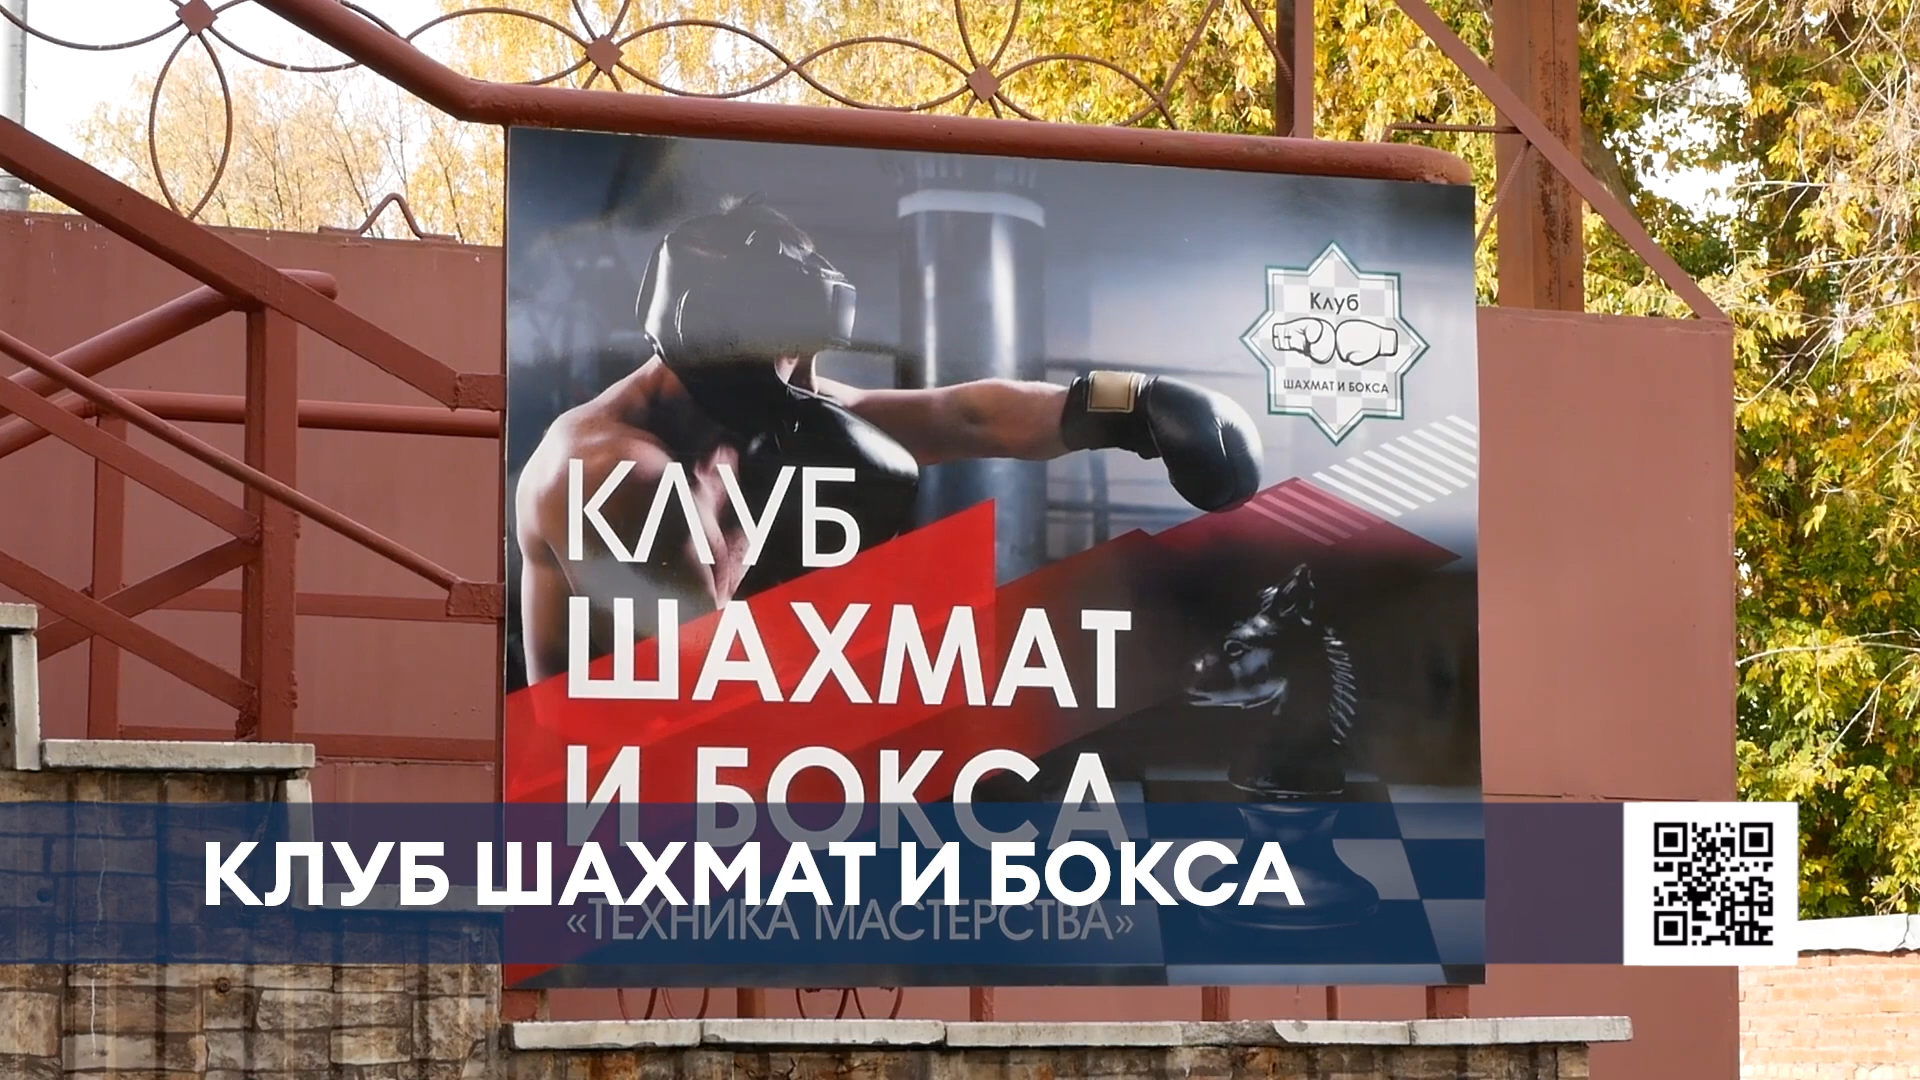 Клуб
ШАХМАТ И БОКСА
КЛУБ
ШАХМАТ
И БОКСА
КЛУБ ШАХМАТ И БОКСА
«ТЕХНИКА МАСТЕРСТВА»